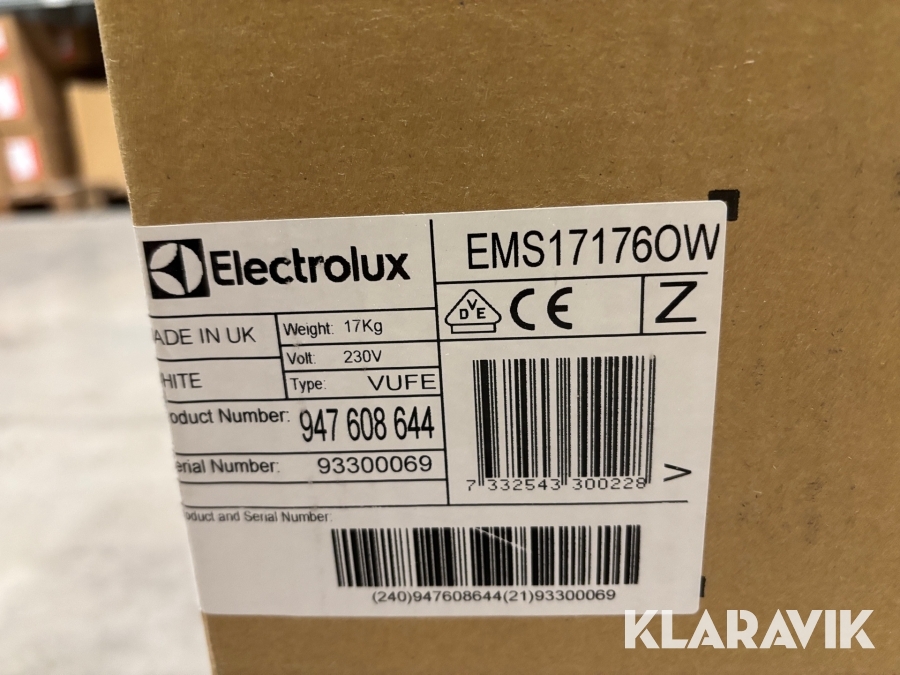 Electrolux
EMS17176OW
VDE CE
Z
ADE IN UK
Weight: 17Kg
Volt: 230V
HITE
Type: VUFE
oduct Number: 947 608 644
erial Number: 93300069
7 332543 300228 >
oduct and Serial Number:
(240)947608644(21)93300069
KLARAVIK